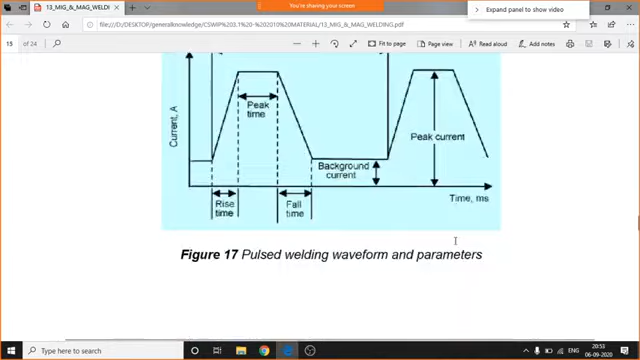 13_MIG_&_MAG_WELDING.pdf
You're sharing your screen
Expand panel to show video
file:///D:/DESKTOP/generalknowledge/CSWIP%203.1%20-%202010%20MATERIAL/13_MIG_&_MAG_WELDING.pdf
15 of 24
Fit to page
Page view
Read aloud
Add notes
Current, A
Peak
time
Peak current
Background
current
Rise
time
Fall
time
Time, ms
Figure 17 Pulsed welding waveform and parameters
Type here to search
ENG
20:53
06-09-2020